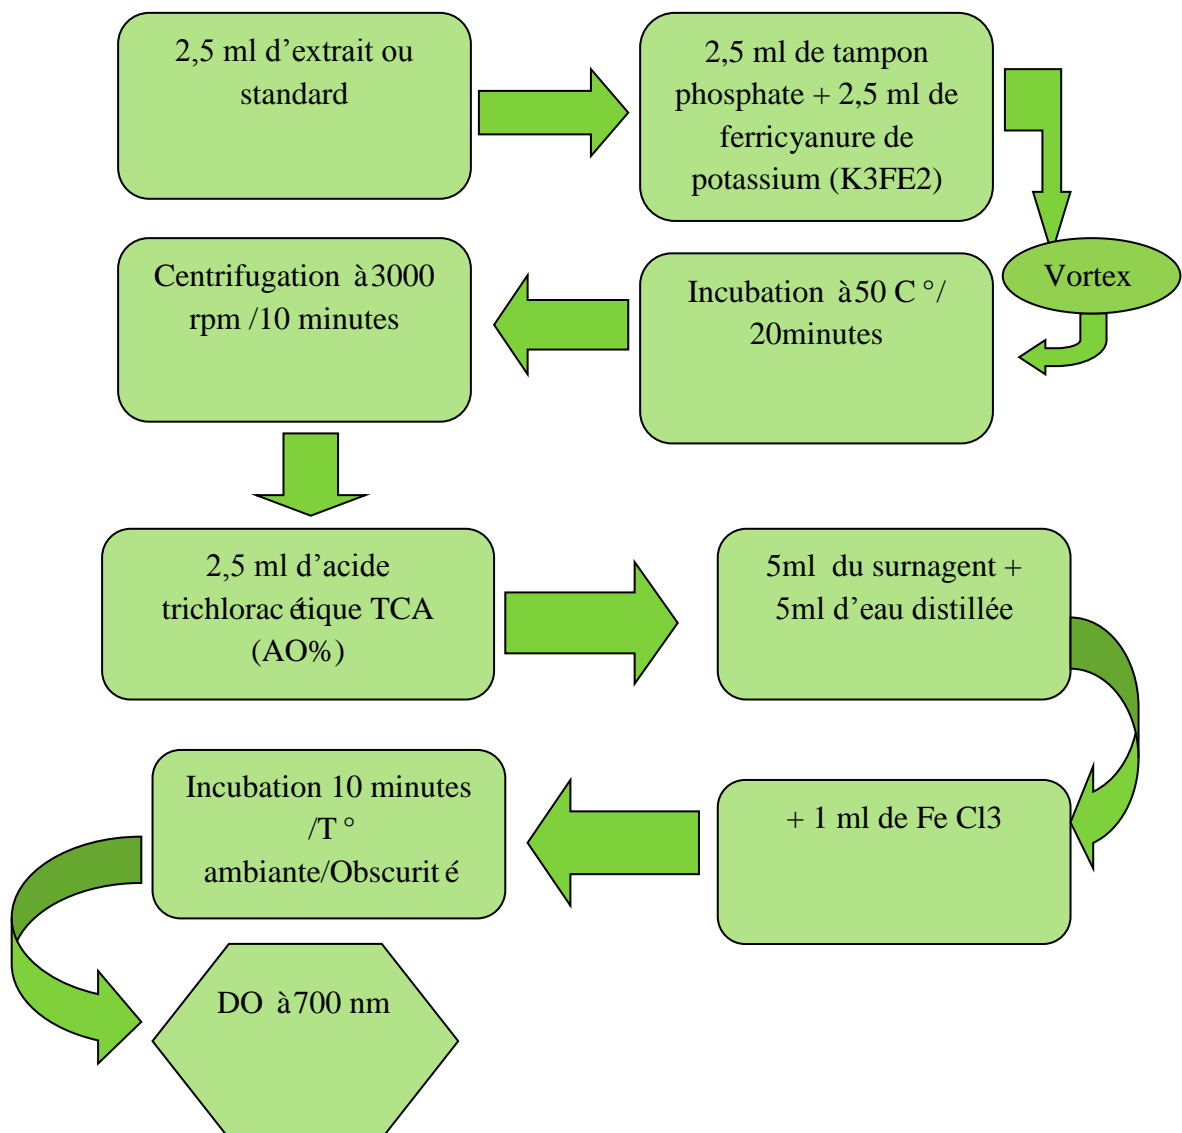 2,5 ml d’extrait ou
standard
2,5 ml de tampon
phosphate + 2,5 ml de
ferricyanure de
potassium (K3FE2)
Vortex
Incubation à50 C °/
20minutes
Centrifugation à3000
rpm /10 minutes
2,5 ml d’acide
trichlorac étique TCA
(AO%)
5ml du surnagent +
5ml d’eau distillée
+ 1 ml de Fe Cl3
Incubation 10 minutes
/T °
ambiante/Obscurit é
DO à700 nm